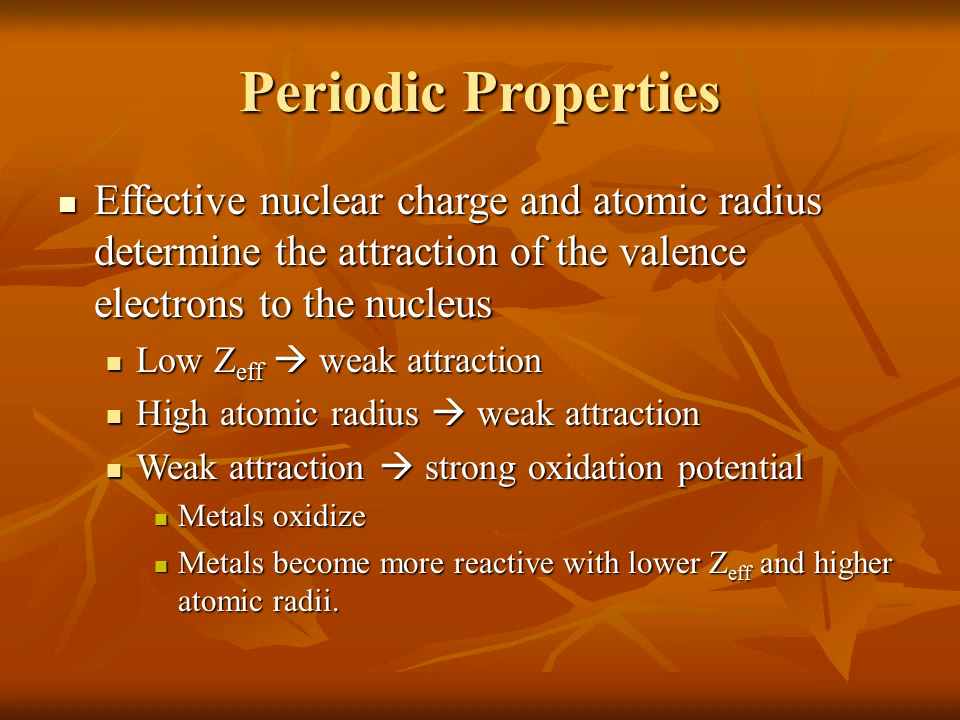 Periodic Properties
Effective nuclear charge and atomic radius
determine the attraction of the valence
electrons to the nucleus
Low Zeff → weak attraction
High atomic radius → weak attraction
Weak attraction → strong oxidation potential
Metals oxidize
Metals become more reactive with lower Zeff and higher
atomic radii.